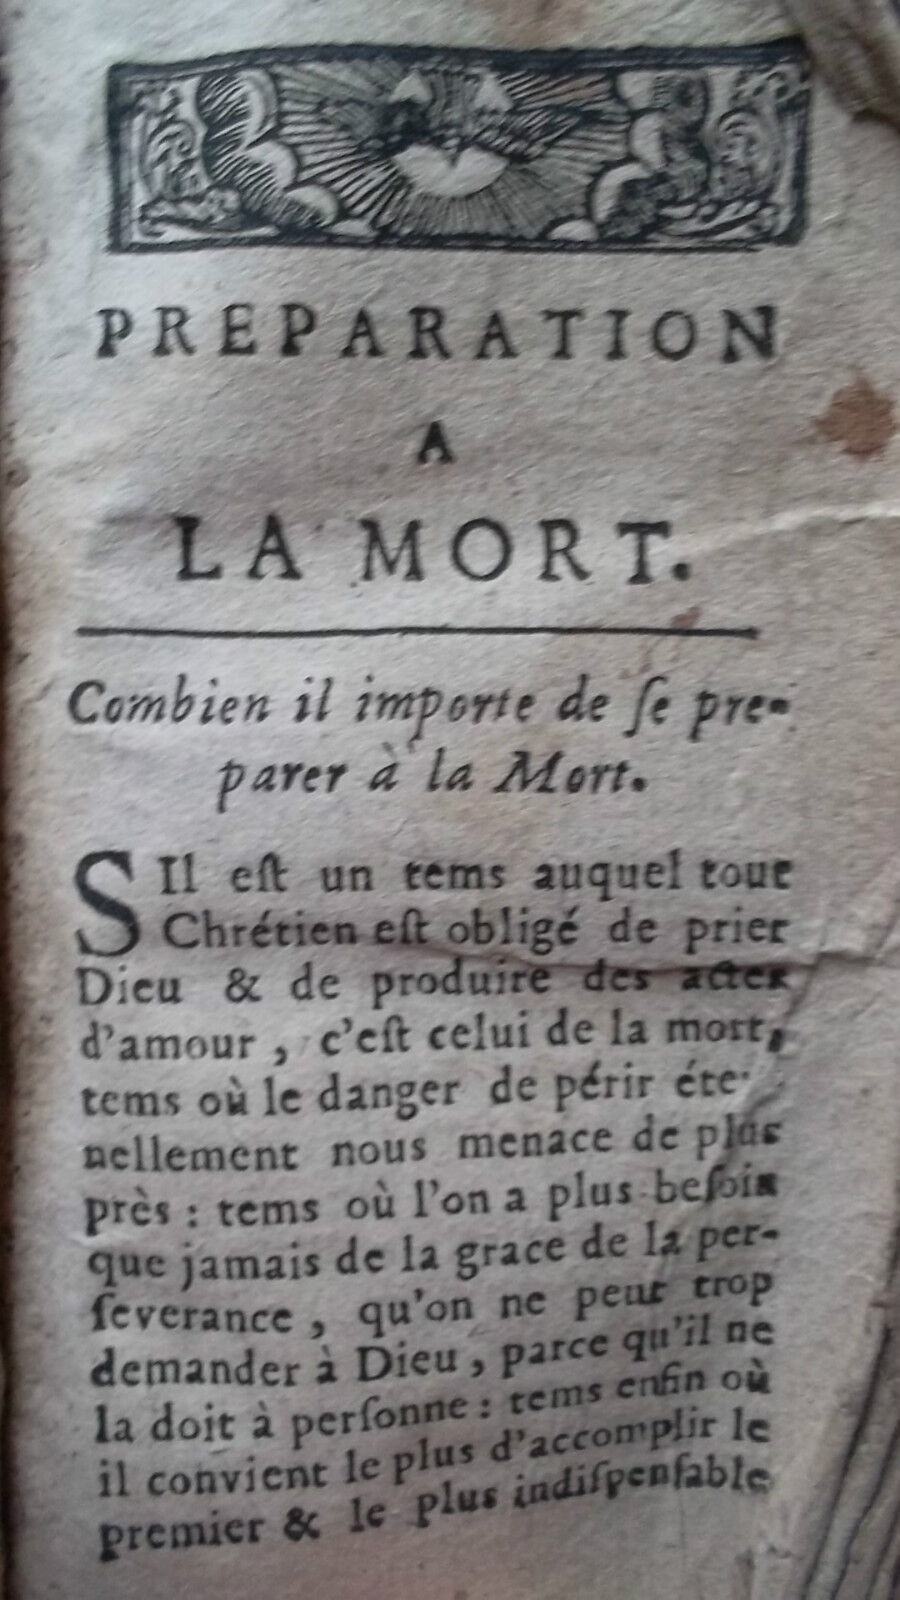 PREPARATION
A
LA MORT.
Combien il importe de ſe pre-
parer à la Mort.
SIl eſt un tems auquel tout
Chrétien eſt obligé de prier
Dieu & de produire des actes
d'amour, c'eſt celui de la mort,
tems où le danger de périr éter-
nellement nous menace de plus
près : tems où l'on a plus beſoin
que jamais de la grace de la per-
ſeverance, qu'on ne peut trop
demander à Dieu, parce qu'il ne
la doit à perſonne : tems enfin où
il convient le plus d'accomplir le
premier & le plus indiſpenſable